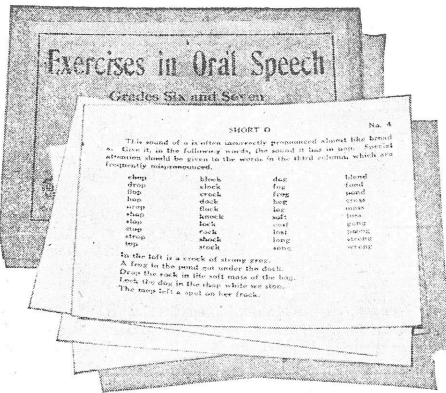 Exercises in Oral Speech
Grades Six and Seven
SHORT O
No. 4
This sound of o is often incorrectly pronounced almost like broad
a. Give it, in the following words, the sound it has in nop. Special
attention should be given to the words in the third column, which are
frequently mispronounced.
chop block dog blond
drop clock fog fond
flop crock frog pond
hop dock hog cross
prop flock log moss
shop knock soft loss
slop lock cost gong
stop rock lost prong
strop shock long strong
top stock song wrong
In the loft is a crock of strong grog.
A frog in the pond got under the dock.
Drop the rock in the soft moss of the bog.
Lock the dog in the shop while we stop.
The mop left a spot on her frock.